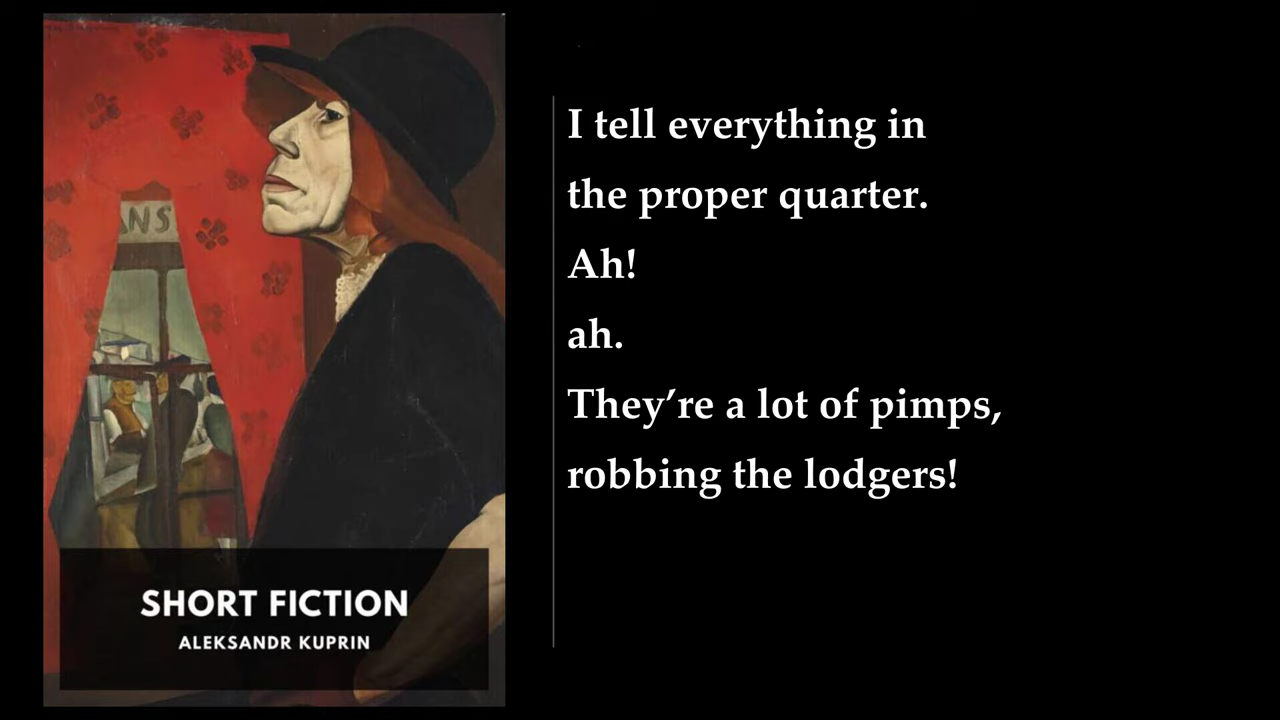 NS
SHORT FICTION
ALEKSANDR KUPRIN
I tell everything in
the proper quarter.
Ah!
ah.
They’re a lot of pimps,
robbing the lodgers!